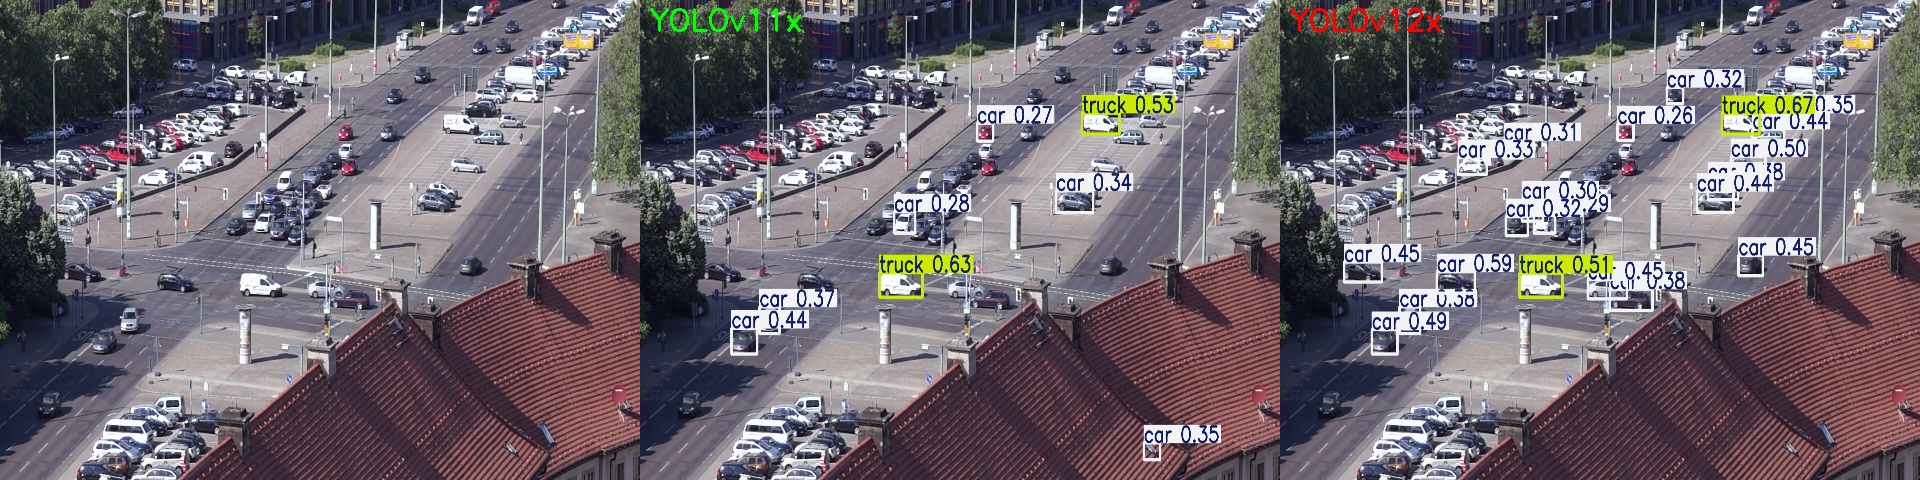 YOLOv11x
car 0.27
truck 0.53
car 0.34
car 0.28
truck 0.63
car 0.37
car 0.44
car 0.35
YOLOv12x
car 0.32
truck 0.67
0.35
car 0.26
0.44
car 0.31
car 0.33
car 0.50
car 0.44
car 0.30
car 0.32
.29
car 0.45
car 0.45
car 0.59
truck 0.51
0.45
0.38
car 0.38
car 0.49